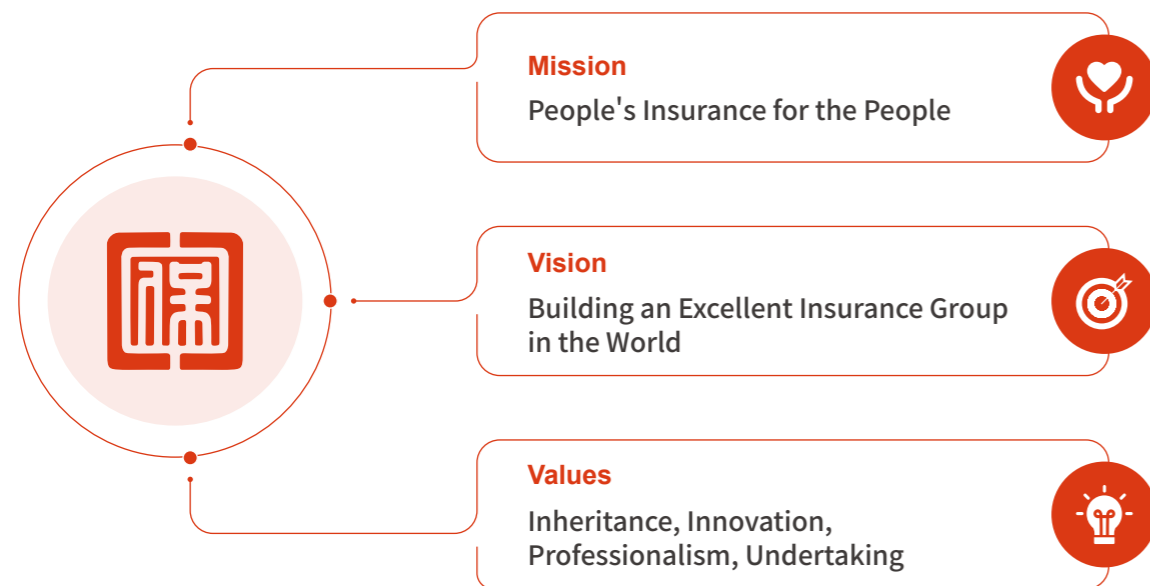 保
Mission
People's Insurance for the People
Vision
Building an Excellent Insurance Group
in the World
Values
Inheritance, Innovation,
Professionalism, Undertaking